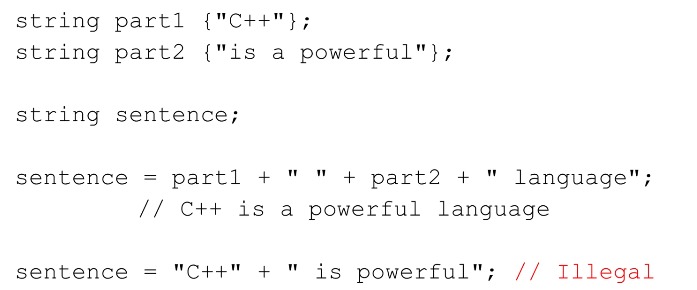 string part1 {"C++"};
string part2 {"is a powerful"};
string sentence;
sentence = part1 + " " + part2 + " language";
// C++ is a powerful language
sentence = "C++" + " is powerful"; // Illegal